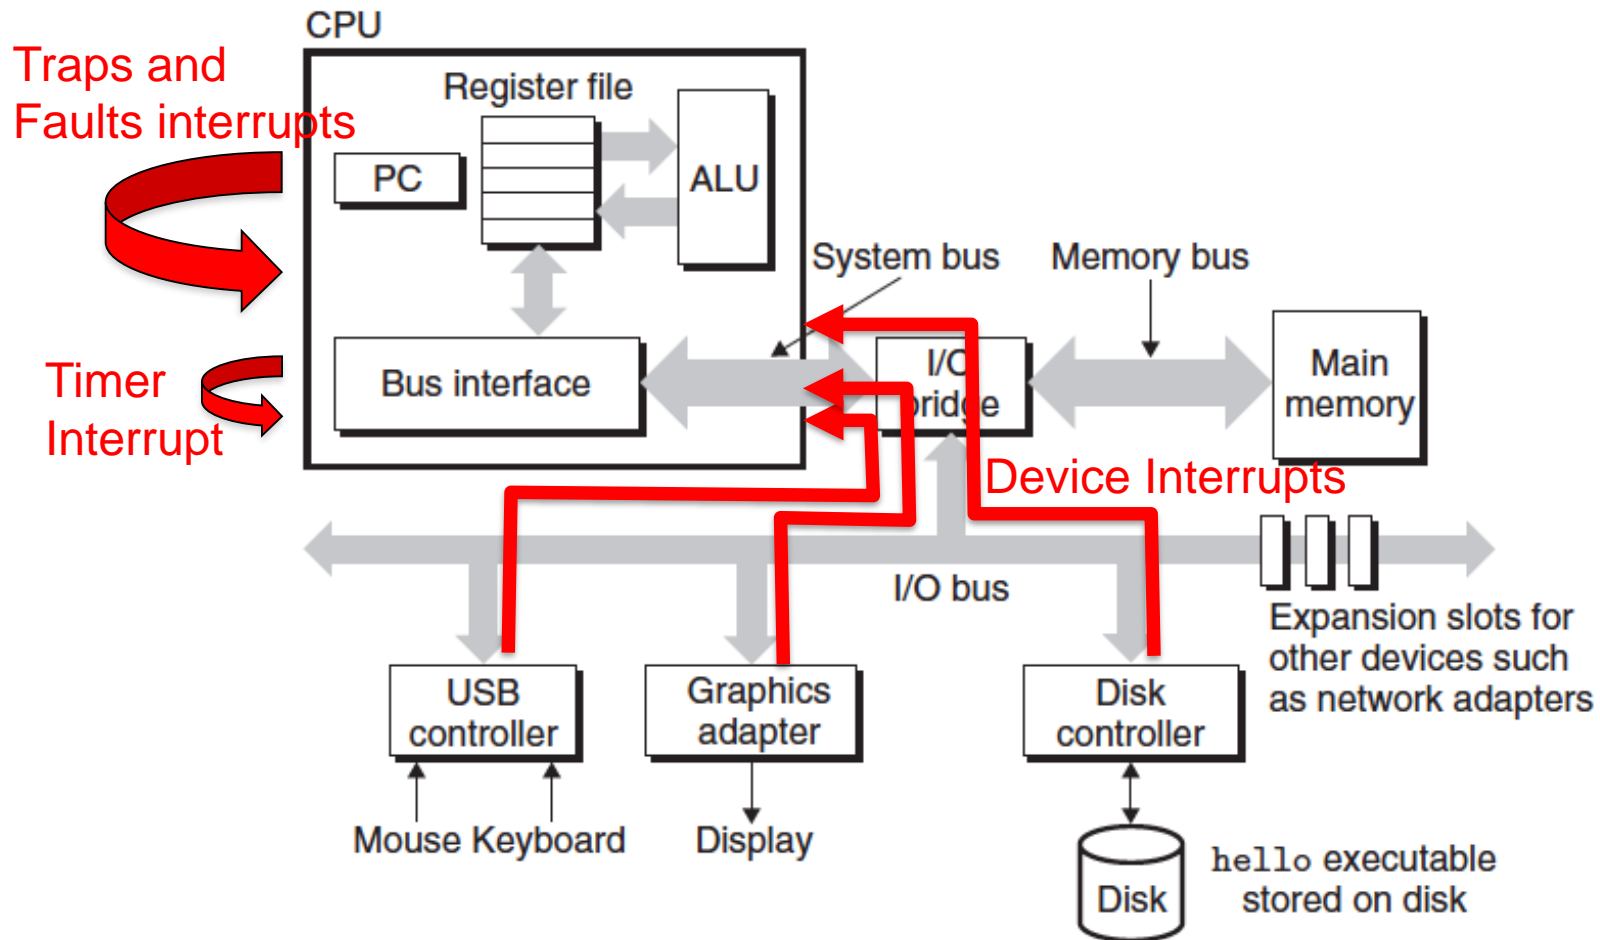 CPU
Traps and
Faults interrupts
Register file
PC
ALU
System bus
Memory bus
Timer
Interrupt
Bus interface
I/O
bridge
Main
memory
Device Interrupts
I/O bus
Expansion slots for
other devices such
as network adapters
USB
controller
Graphics
adapter
Disk
controller
Mouse Keyboard
Display
Disk
hello executable
stored on disk